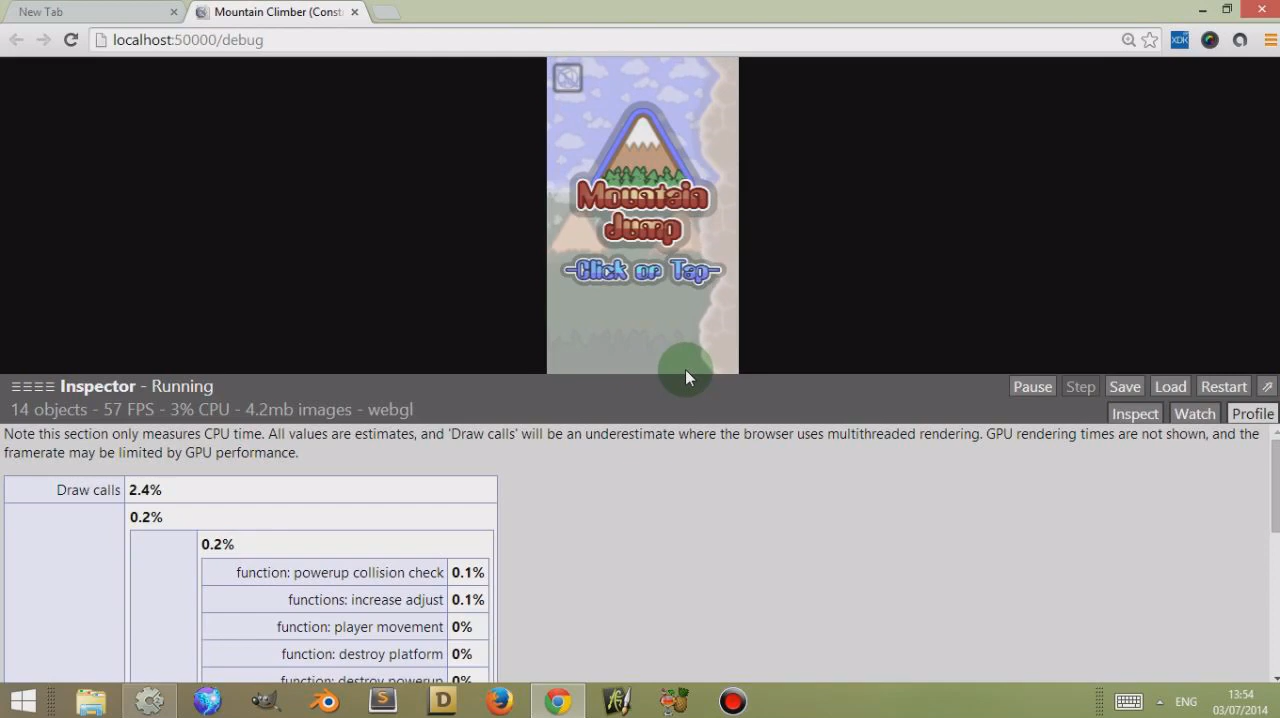 New Tab
Mountain Climber (Const
localhost:50000/debug
XDK
Mountain
Jump
-Click or Tap-
Inspector - Running
Pause Step Save Load Restart
14 objects - 57 FPS - 3% CPU - 4.2mb images - webgl
Inspect Watch Profile
Note this section only measures CPU time. All values are estimates, and 'Draw calls' will be an underestimate where the browser uses multithreaded rendering. GPU rendering times are not shown, and the
framerate may be limited by GPU performance.
Draw calls 2.4%
0.2%
0.2%
function: powerup collision check 0.1%
functions: increase adjust 0.1%
function: player movement 0%
function: destroy platform 0%
function: destroy powerup 0%
S
D
ENG
13:54
03/07/2014